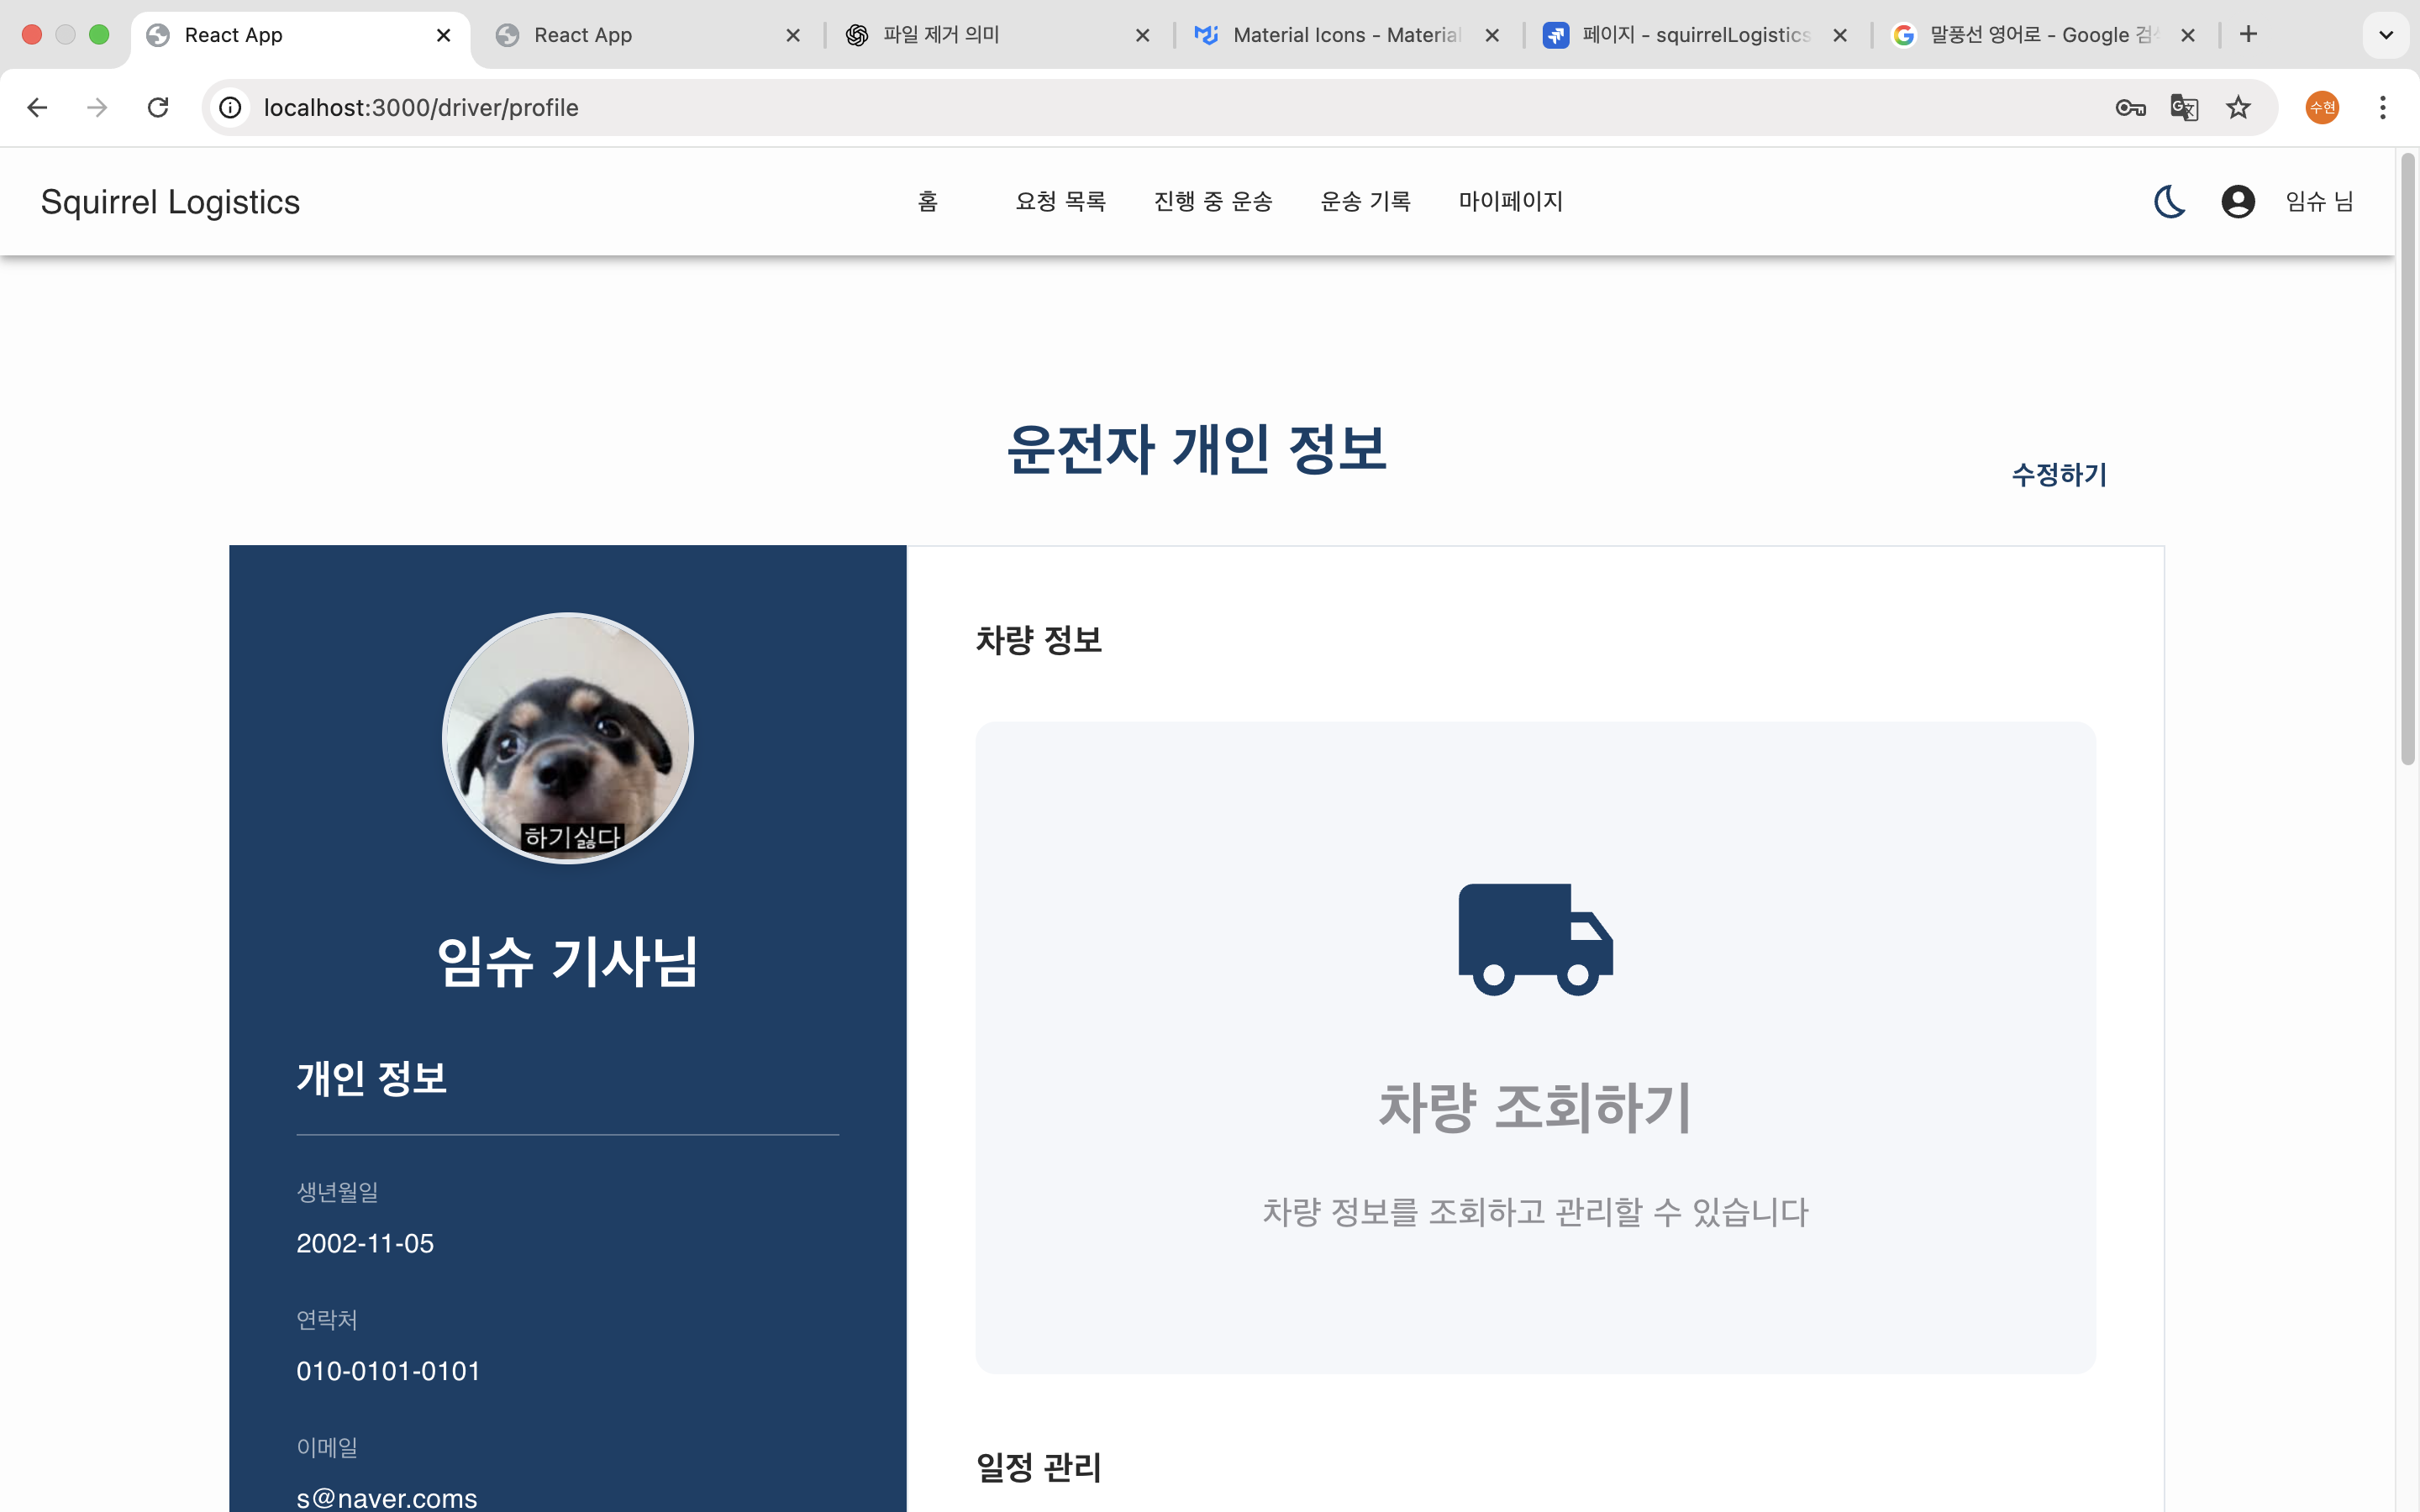 React App
React App
파일 제거 의미
Material Icons - Material
페이지 - squirrelLogistics
말풍선 영어로 - Google 검색
localhost:3000/driver/profile
수현
Squirrel Logistics
홈
요청 목록
진행 중 운송
운송 기록
마이페이지
임슈 님
운전자 개인 정보
수정하기
하기싫다
임슈 기사님
개인 정보
생년월일
2002-11-05
연락처
010-0101-0101
이메일
s@naver.coms
차량 정보
차량 조회하기
차량 정보를 조회하고 관리할 수 있습니다
일정 관리